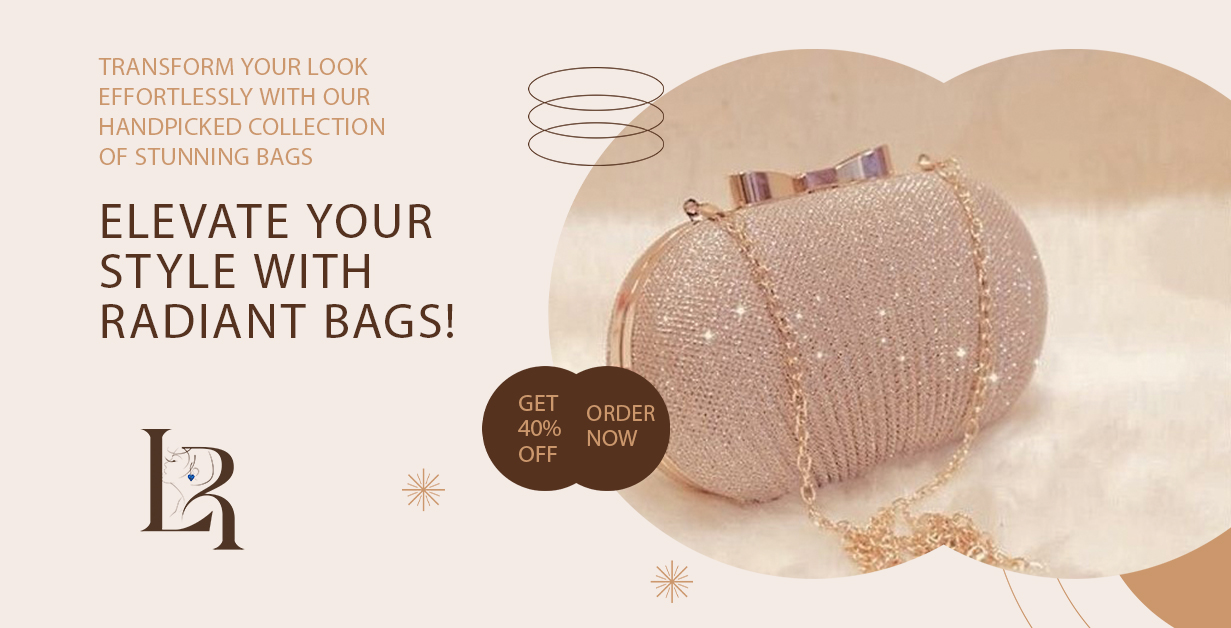 TRANSFORM YOUR LOOK
EFFORTLESSLY WITH OUR
HANDPICKED COLLECTION
OF STUNNING BAGS
ELEVATE YOUR
STYLE WITH
RADIANT BAGS!
GET
40%
OFF
ORDER
NOW
LR